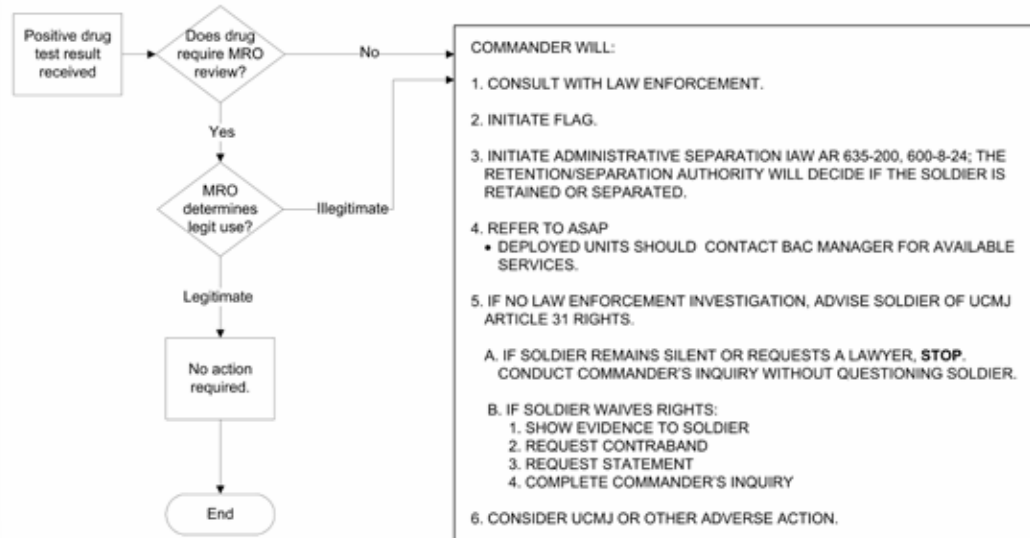 Positive drug
test result
received
Does drug
require MRO
review?
No
Yes
MRO
determines
legit use?
Illegitimate
Legitimate
No action
required.
End
COMMANDER WILL:
1. CONSULT WITH LAW ENFORCEMENT.
2. INITIATE FLAG.
3. INITIATE ADMINISTRATIVE SEPARATION IAW AR 635-200, 600-8-24; THE
RETENTION/SEPARATION AUTHORITY WILL DECIDE IF THE SOLDIER IS
RETAINED OR SEPARATED.
4. REFER TO ASAP
• DEPLOYED UNITS SHOULD CONTACT BAC MANAGER FOR AVAILABLE
SERVICES.
5. IF NO LAW ENFORCEMENT INVESTIGATION, ADVISE SOLDIER OF UCMJ
ARTICLE 31 RIGHTS.
A. IF SOLDIER REMAINS SILENT OR REQUESTS A LAWYER, STOP.
CONDUCT COMMANDER'S INQUIRY WITHOUT QUESTIONING SOLDIER.
B. IF SOLDIER WAIVES RIGHTS:
1. SHOW EVIDENCE TO SOLDIER
2. REQUEST CONTRABAND
3. REQUEST STATEMENT
4. COMPLETE COMMANDER'S INQUIRY
6. CONSIDER UCMJ OR OTHER ADVERSE ACTION.